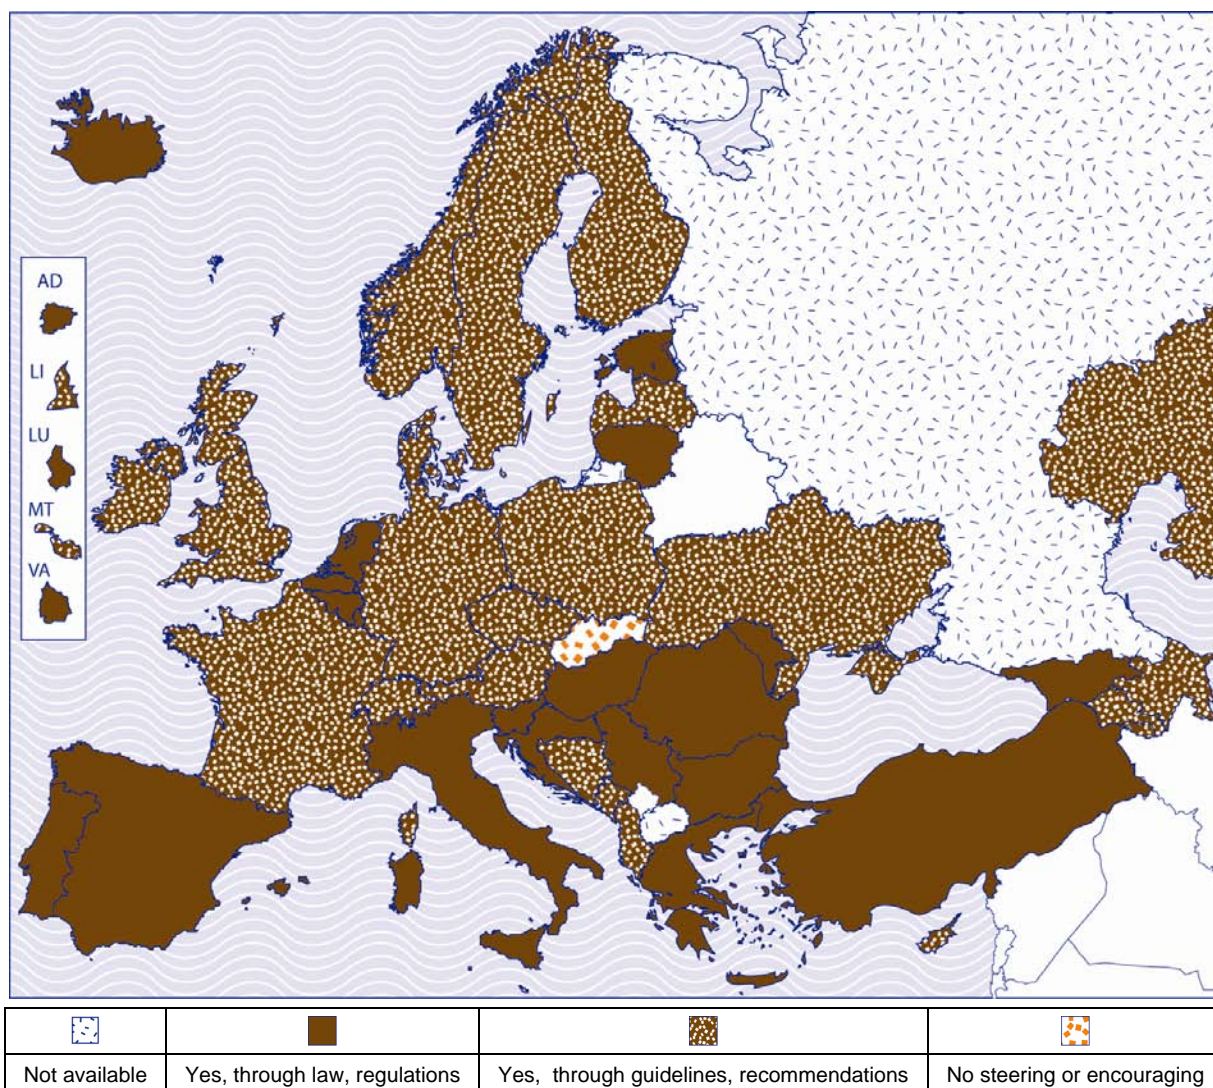 AD
LI
LU
MT
VA
Not available
Yes, through law, regulations
Yes, through guidelines, recommendations
No steering or encouraging